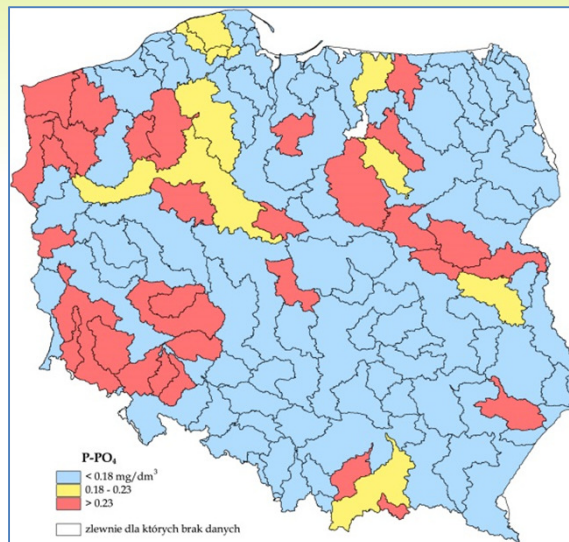 P-PO₄
< 0.18 mg/dm³
0.18 - 0.23
> 0.23
zlewnie dla których brak danych